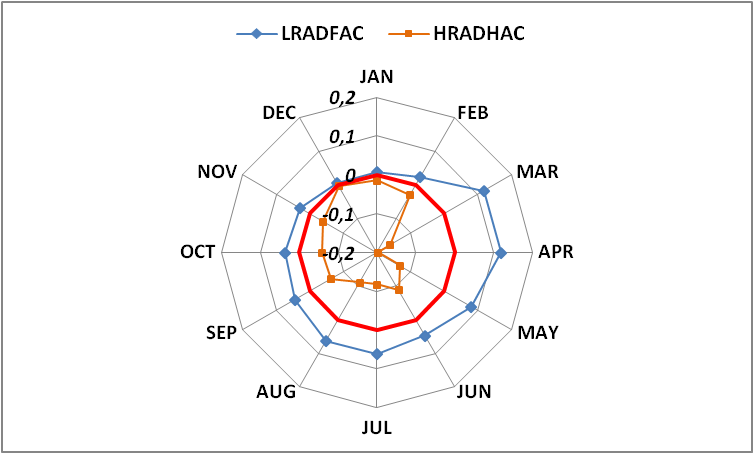 LRADFAC HRADHAC
JAN
0,2
DEC FEB
0,1
NOV 0 MAR
-0,1
OCT -0,2 APR
SEP MAY
AUG JUN
JUL